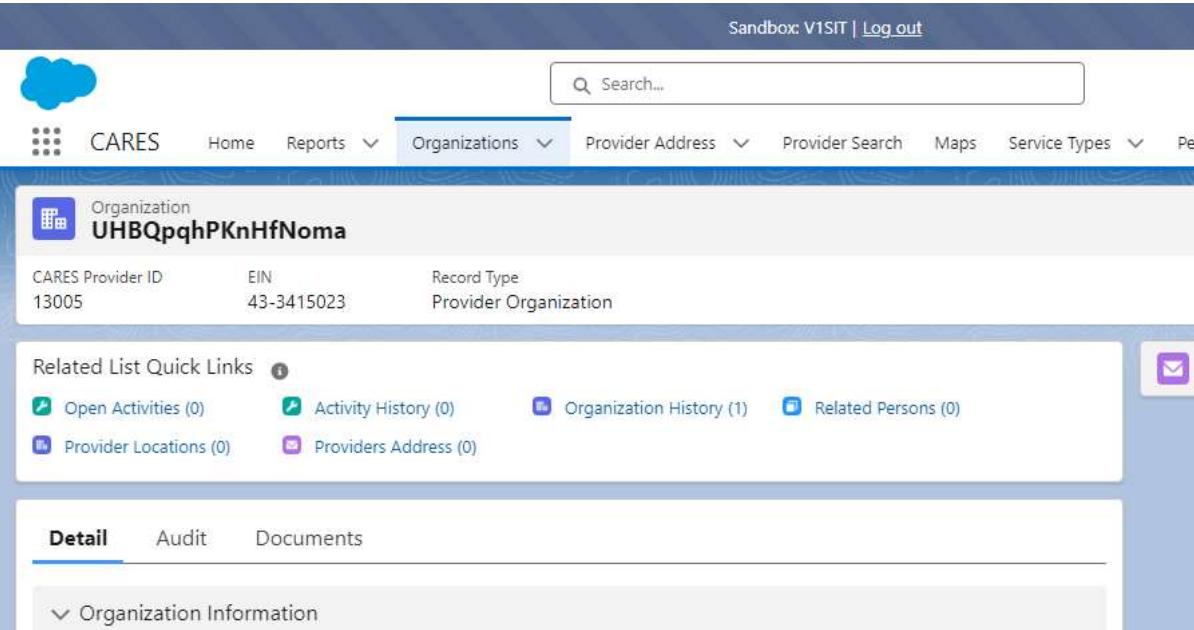 Sandbox: V1SIT | Log out
Search...
CARES Home Reports Organizations Provider Address Provider Search Maps Service Types Pe
Organization
UHBQpqhPKnHfNoma
CARES Provider ID EIN Record Type
13005 43-3415023 Provider Organization
Related List Quick Links
Open Activities (0) Activity History (0) Organization History (1) Related Persons (0)
Provider Locations (0) Providers Address (0)
Detail Audit Documents
Organization Information